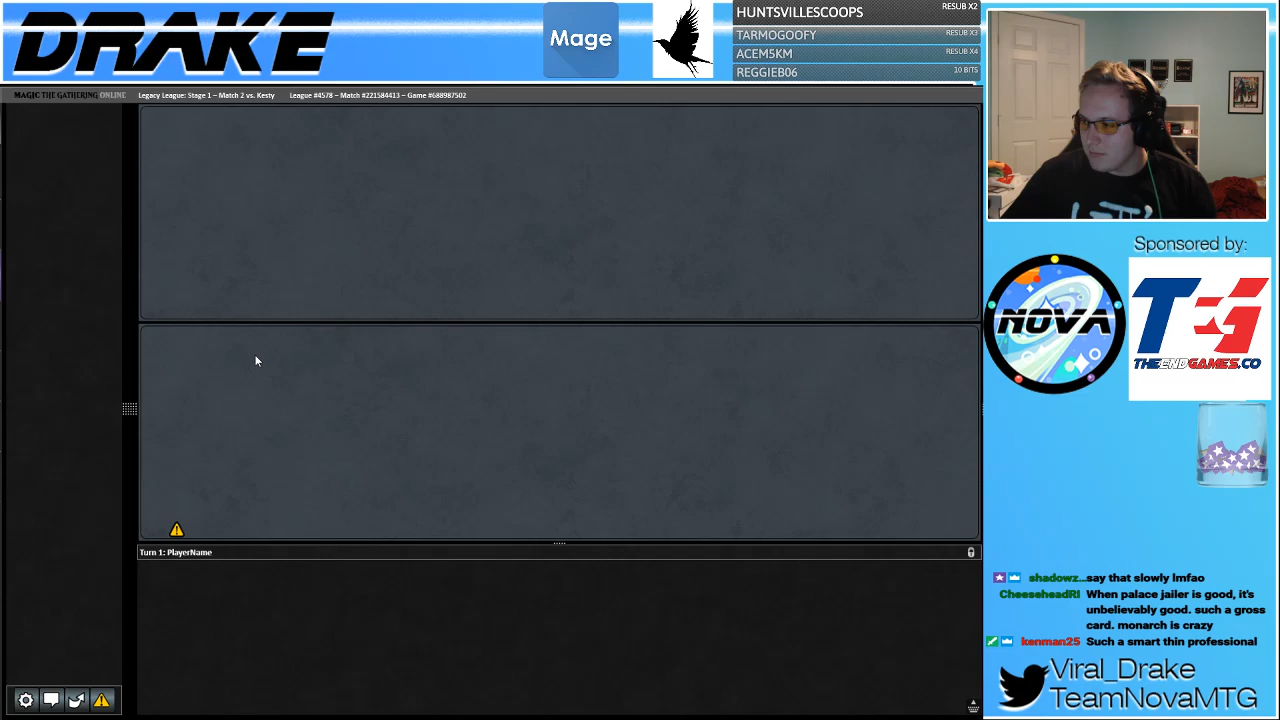 DRAKE
Mage
HUNTSVILLESCOOPS RESUB X2
TARMOGOOFY RESUB X3
ACEM5KM RESUB X4
REGGIEB06 10 BITS
MAGIC THE GATHERING ONLINE Legacy League: Stage 1 – Match 2 vs. Kesty League #4578 – Match #221584413 – Game #688987502
Sponsored by:
NOVA
TEG
THEENDGAMES.CO
Turn 1: PlayerName
shadowz... say that slowly lmfao
CheeseheadRI When palace jailer is good, it's
unbelievably good. such a gross
card. monarch is crazy
kanman25 Such a smart thin professional
Viral_Drake
TeamNovaMTG